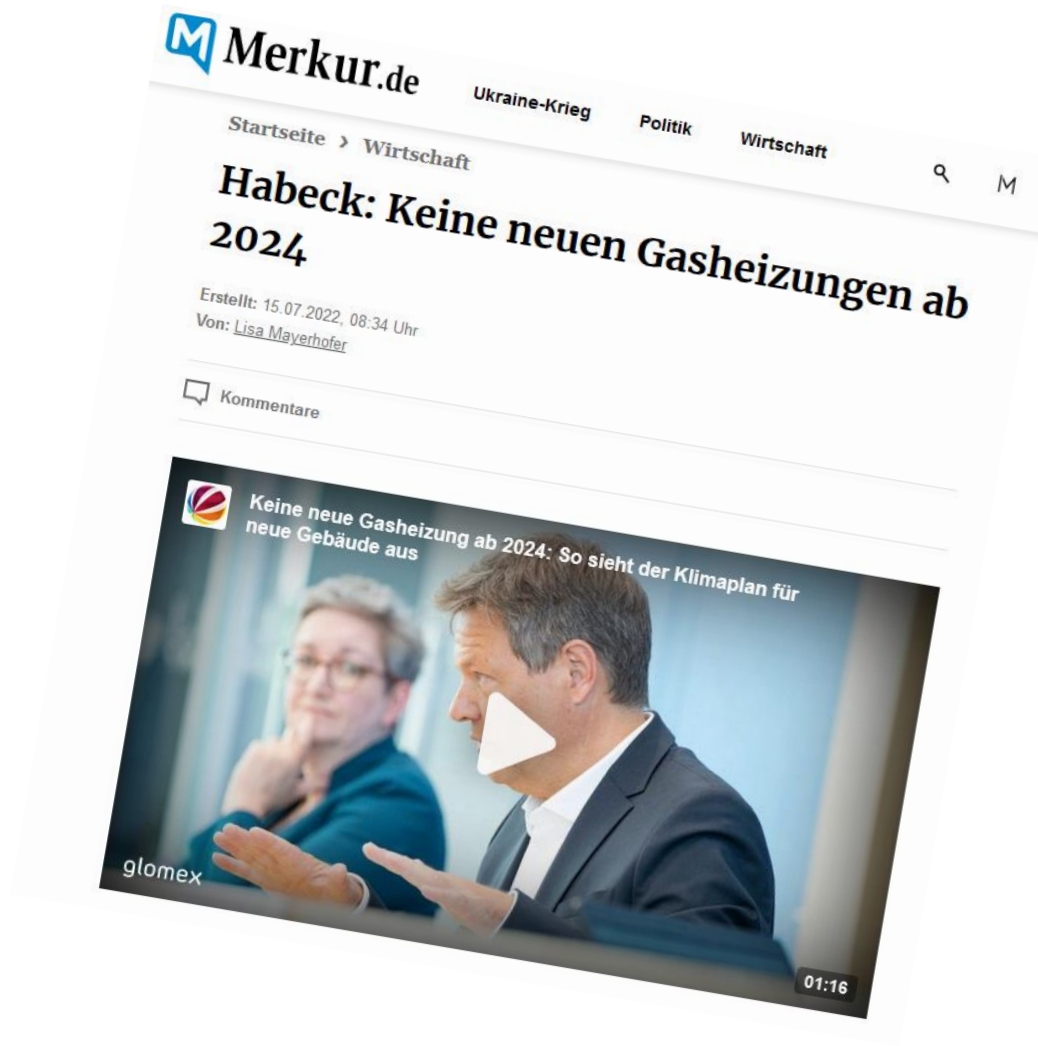 Merkur.de
Ukraine-Krieg Politik Wirtschaft
Startseite › Wirtschaft
Habeck: Keine neuen Gasheizungen ab
2024
Erstellt: 15.07.2022, 08:34 Uhr
Von: Lisa Mayerhofer
Kommentare
Keine neue Gasheizung ab 2024: So sieht der Klimaplan für
neue Gebäude aus
glomex
01:16